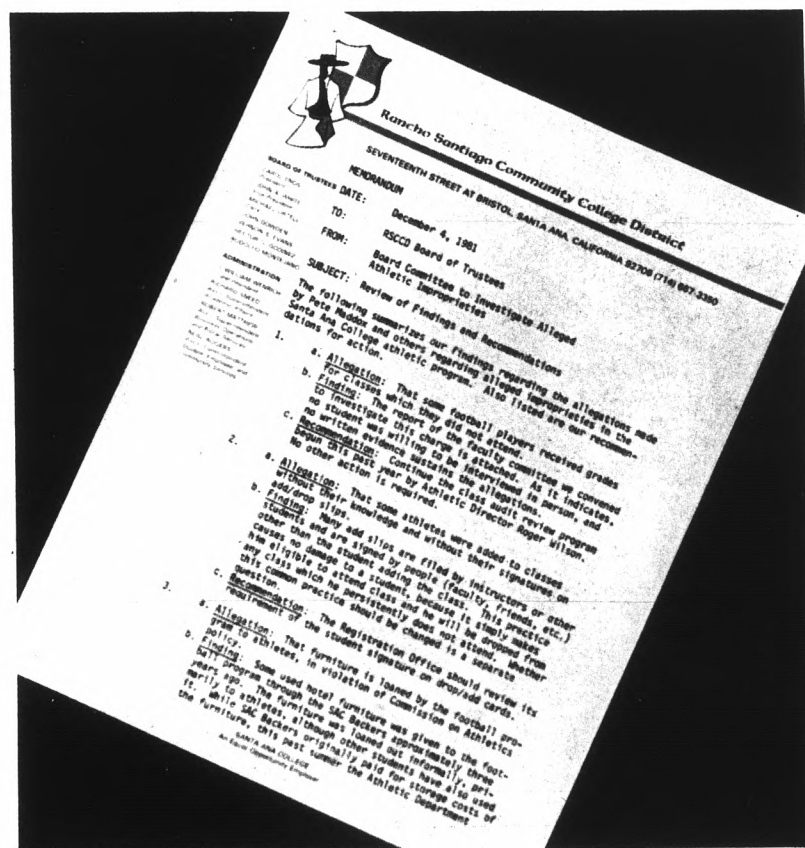 Rancho Santiago Community College District
SEVENTEENTH STREET AT BRISTOL, SANTA ANA, CALIFORNIA 92706 (714) 667-3350
BOARD OF TRUSTEES
ADMINISTRATION
MEMORANDUM
DATE: December 4, 1981
TO: RSCCD Board of Trustees
FROM: Board Committee to Investigate Alleged
Athletic Improprieties
SUBJECT: Review of Findings and Recommendations
The following summarizes our findings regarding the allegations made
by Pete Maddox and others regarding alleged improprieties in the
Santa Ana College athletic program. Also listed are our recommen-
dations for action.
1.
a. Allegation: That some football players received grades
for classes which they did not attend.
b. Finding: The report of the faculty committee we convened
to investigate this charge is attached. As it indicates,
no student was willing to be interviewed in person, and
no written evidence sustains the allegations.
c. Recommendation: Continue the class audit review program
begun this past year by Athletic Director Roger Wilson.
No other action is required.
2.
a. Allegation: That some athletes were added to classes
without their knowledge and without their signatures on
add/drop slips.
b. Finding: Many add slips are filed by instructors or other
students and are signed by people (faculty, friends, etc.)
other than the student adding the class. This practice
causes no damage to a student, because it simply makes
him eligible to attend class and he will be dropped from
any class which he persistently does not attend. Whether
this common practice should be changed is a separate
question.
c. Recommendation: The Registration Office should review its
requirement of the student signature on drop/add cards.
3.
a. Allegation: That furniture is loaned by the football pro-
gram to athletes, in violation of Commission on Athletics
policy.
b. Finding: Some used hotel furniture was given to the foot-
ball program through the SAC Backers approximately three
years ago. The furniture was loaned out informally, pri-
marily to athletes, although other students have also used
it. While SAC Backers originally paid for storage costs of
the furniture, this past summer the Athletic Department
SANTA ANA COLLEGE
An Equal Opportunity Employer